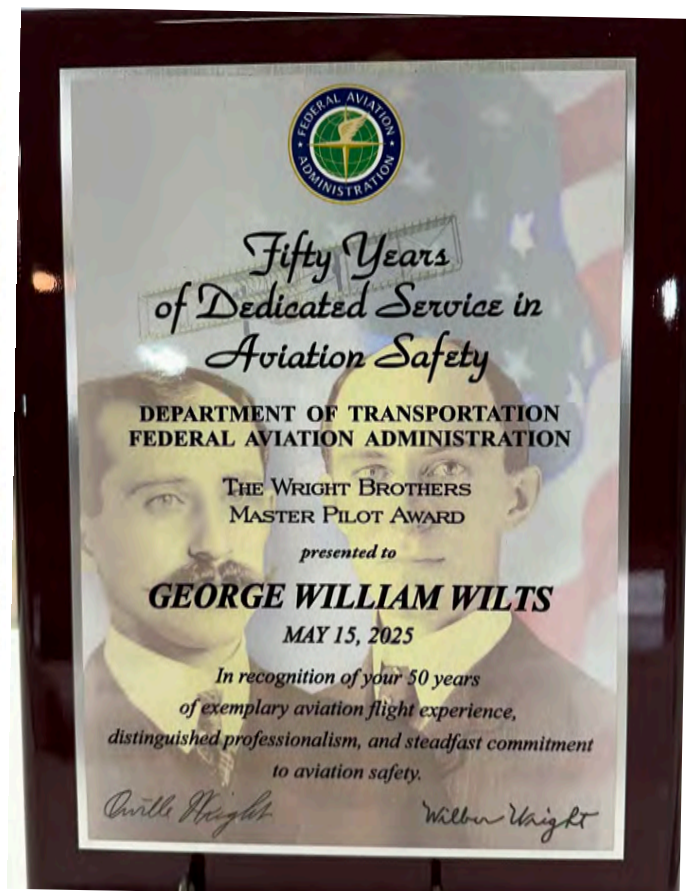 FEDERAL AVIATION
ADMINISTRATION
Fifty Years
of Dedicated Service in
Aviation Safety
DEPARTMENT OF TRANSPORTATION
FEDERAL AVIATION ADMINISTRATION
THE WRIGHT BROTHERS
MASTER PILOT AWARD
presented to
GEORGE WILLIAM WILTS
MAY 15, 2025
In recognition of your 50 years
of exemplary aviation flight experience,
distinguished professionalism, and steadfast commitment
to aviation safety.
Orville Wright Wilbur Wright